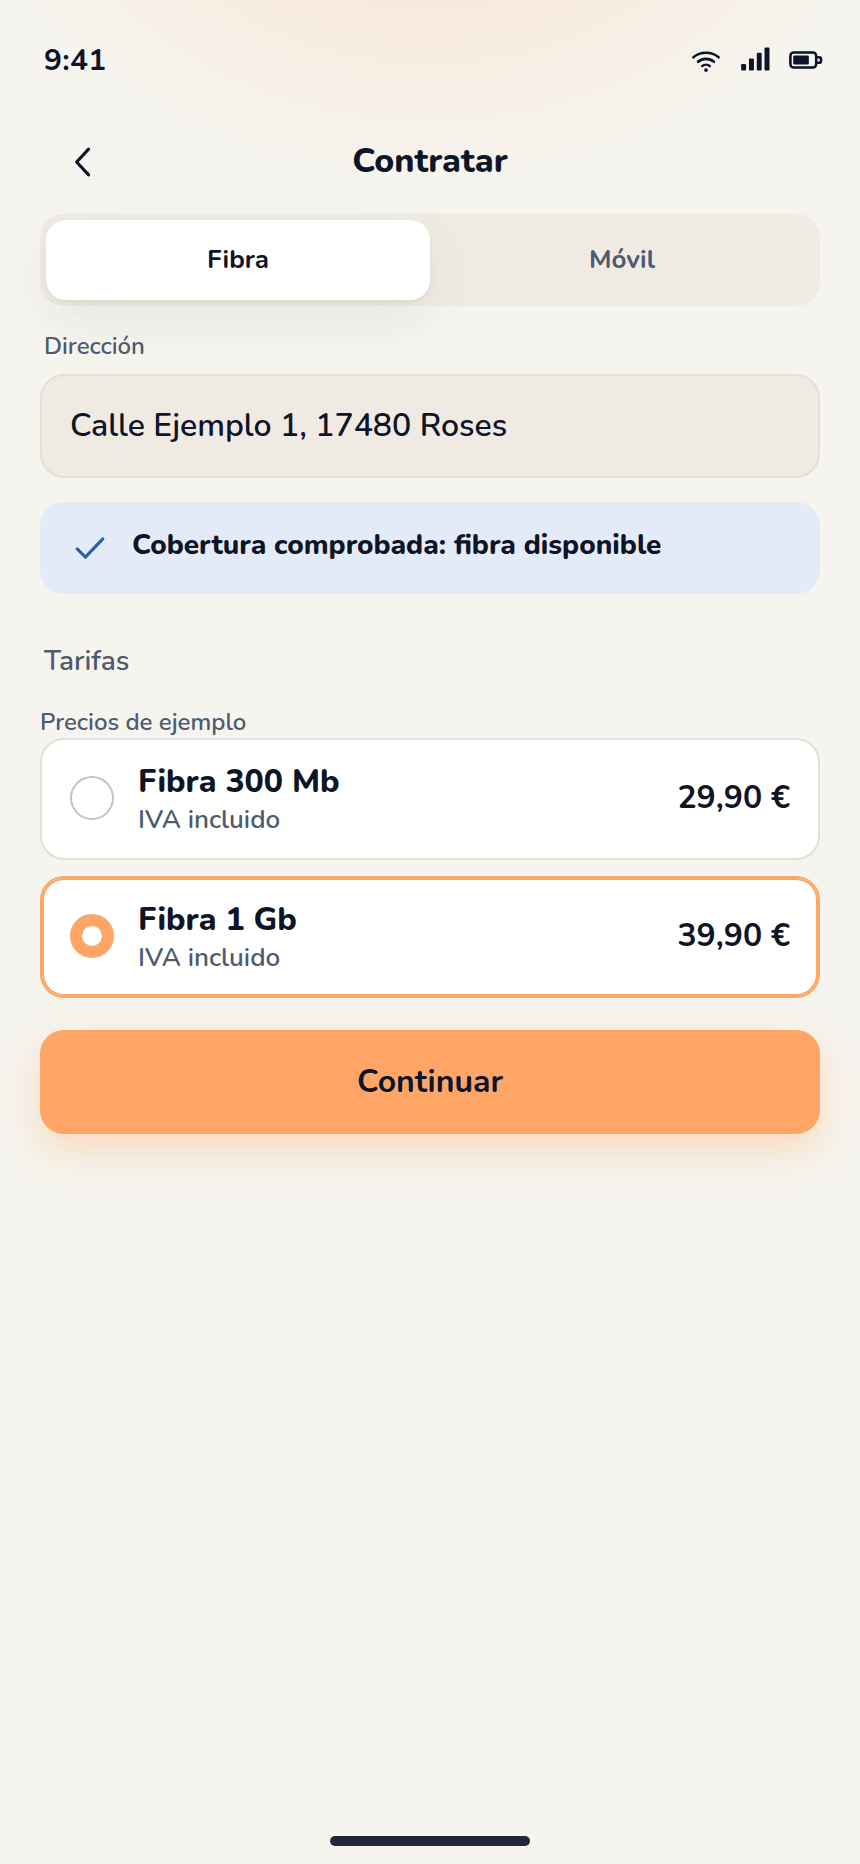 9:41
Contratar
Fibra
Móvil
Dirección
Calle Ejemplo 1, 17480 Roses
Cobertura comprobada: fibra disponible
Tarifas
Precios de ejemplo
Fibra 300 Mb
IVA incluido
29,90 €
Fibra 1 Gb
IVA incluido
39,90 €
Continuar